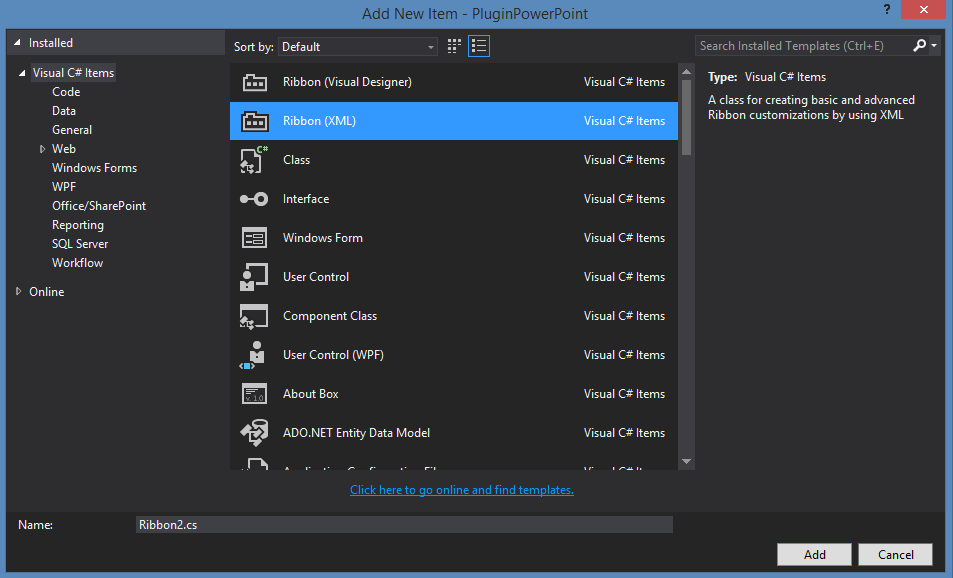 Add New Item - PluginPowerPoint
?
Installed
Sort by: Default
Search Installed Templates (Ctrl+E)
Visual C# Items
Code
Data
General
Web
Windows Forms
WPF
Office/SharePoint
Reporting
SQL Server
Workflow
Online
Ribbon (Visual Designer) Visual C# Items
Ribbon (XML) Visual C# Items
C#
Class Visual C# Items
Interface Visual C# Items
Windows Form Visual C# Items
User Control Visual C# Items
Component Class Visual C# Items
User Control (WPF) Visual C# Items
v. 1.0
About Box Visual C# Items
ADO.NET Entity Data Model Visual C# Items
Type: Visual C# Items
A class for creating basic and advanced
Ribbon customizations by using XML
Click here to go online and find templates.
Name: Ribbon2.cs
Add Cancel